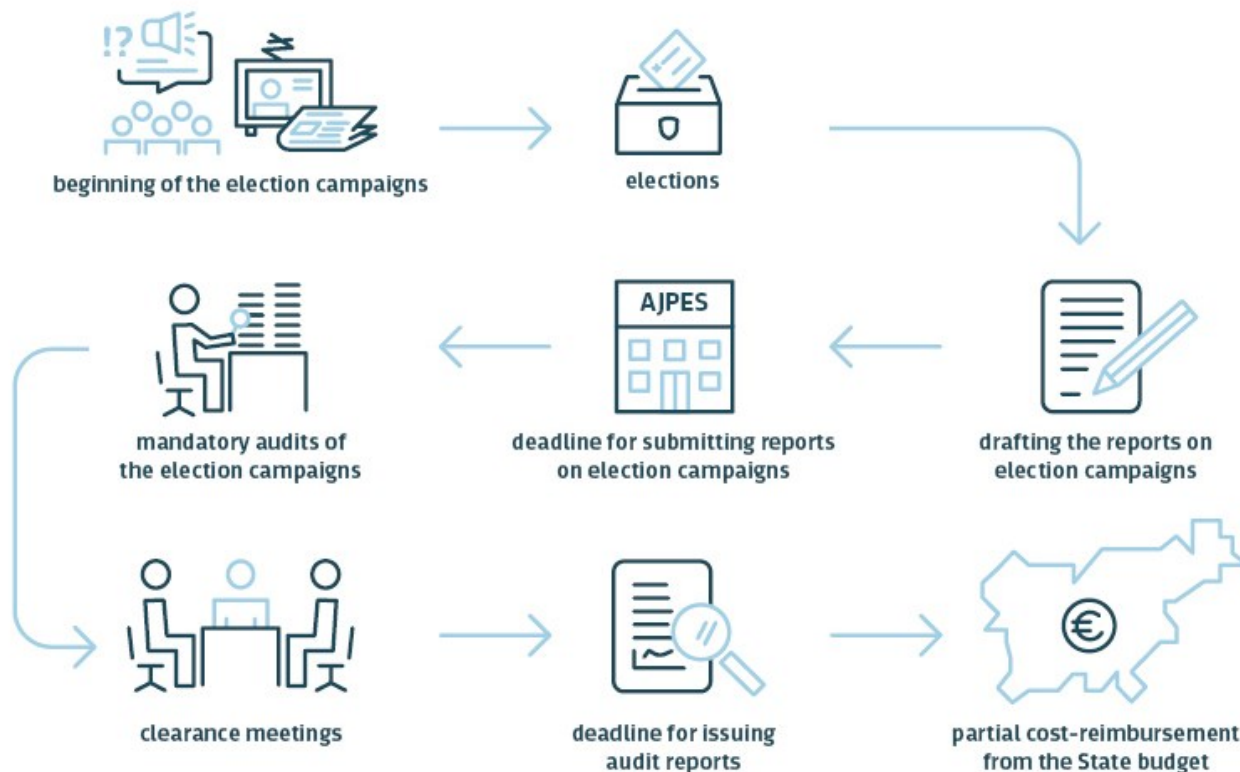 !?
beginning of the election campaigns
elections
AJPES
mandatory audits of
the election campaigns
deadline for submitting reports
on election campaigns
drafting the reports on
election campaigns
€
clearance meetings
deadline for issuing
audit reports
partial cost-reimbursement
from the State budget